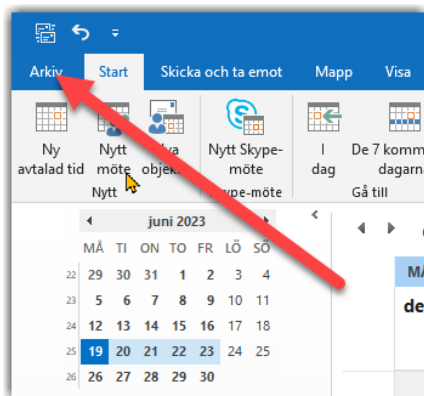 Arkiv Start Skicka och ta emot Mapp Visa
Ny Nytt Nytt Skype- I De 7 komm
avtalad tid möte objek möte dag dagarn
Nytt pe-möte Gå till
juni 2023
MÅ TI ON TO FR LÖ SÖ
22 29 30 31 1 2 3 4
23 5 6 7 8 9 10 11
24 12 13 14 15 16 17 18
25 19 20 21 22 23 24 25
26 26 27 28 29 30
MÅ
de